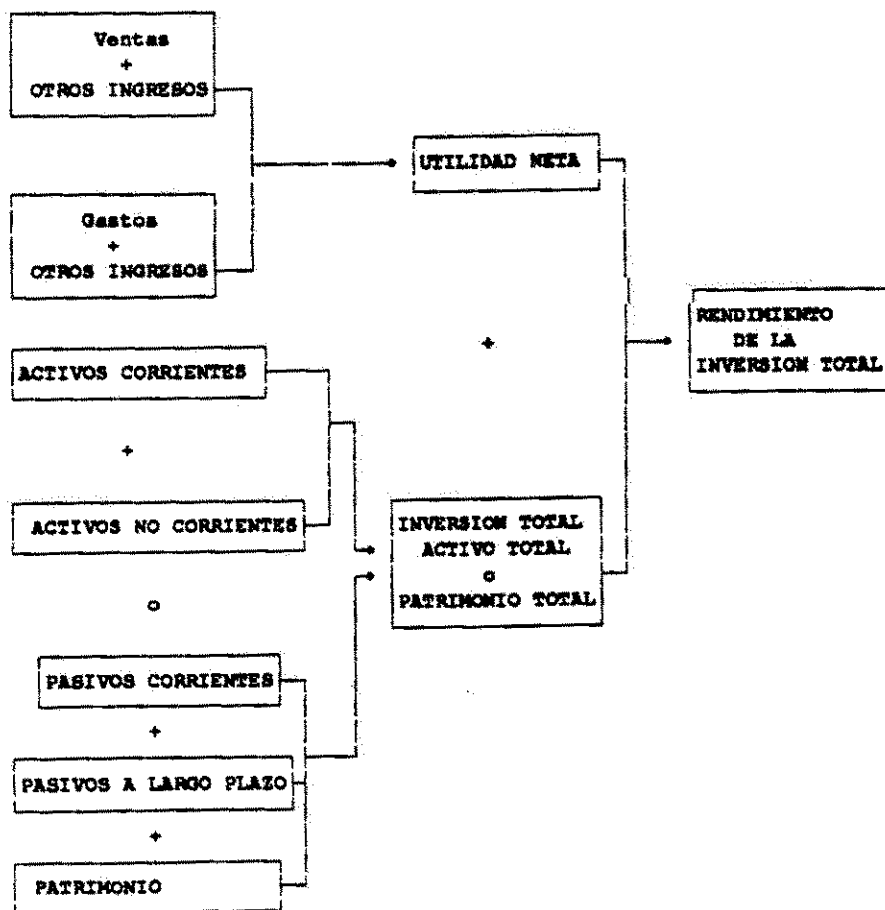 Ventas
+
OTROS INGRESOS
UTILIDAD NETA
Gastos
+
OTROS INGRESOS
+
RENDIMIENTO
DE LA
INVERSION TOTAL
ACTIVOS CORRIENTES
+
ACTIVOS NO CORRIENTES
INVERSION TOTAL
ACTIVO TOTAL
O
PATRIMONIO TOTAL
O
PASIVOS CORRIENTES
+
PASIVOS A LARGO PLAZO
+
PATRIMONIO